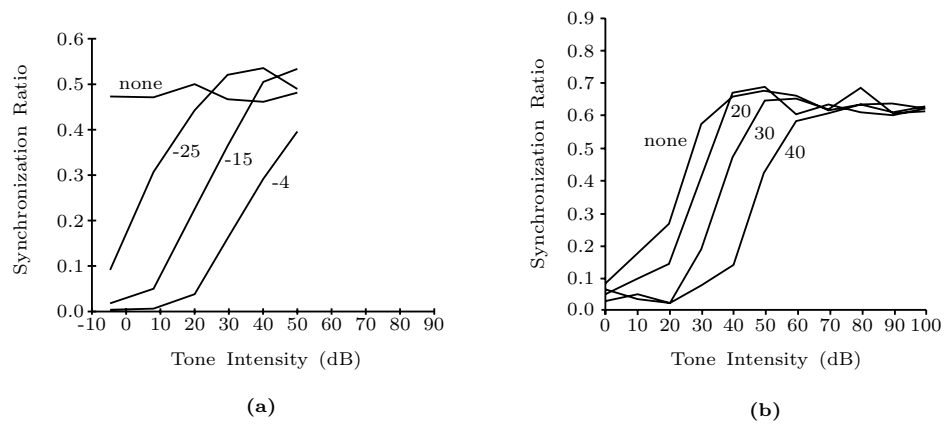 Synchronization Ratio
0.6
0.5
0.4
0.3
0.2
0.1
0.0
none
-25
-15
-4
-10 0 10 20 30 40 50 60 70 80 90
Tone Intensity (dB)
(a)
Synchronization Ratio
0.9
0.8
0.7
0.6
0.5
0.4
0.3
0.2
0.1
0.0
none
20
30
40
0 10 20 30 40 50 60 70 80 90 100
Tone Intensity (dB)
(b)